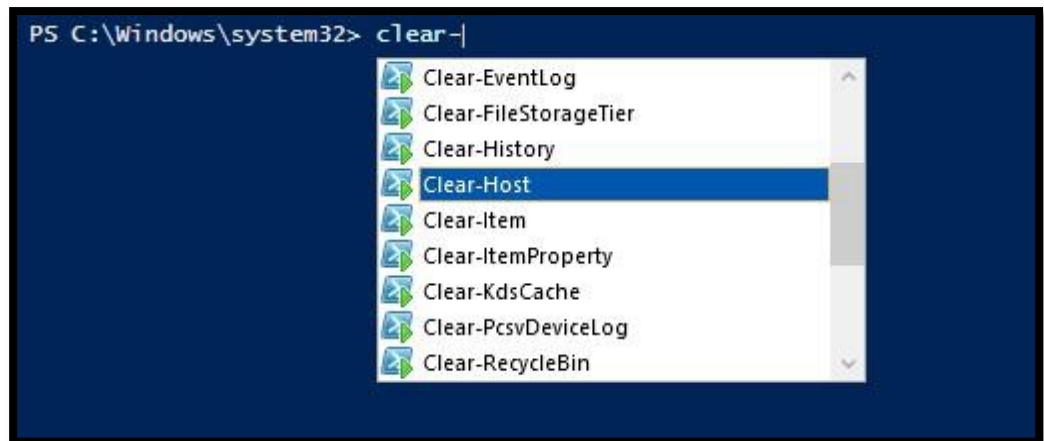 PS C:\Windows\system32> clear-
Clear-EventLog
Clear-FileStorageTier
Clear-History
Clear-Host
Clear-Item
Clear-ItemProperty
Clear-KdsCache
Clear-PcsvDeviceLog
Clear-RecycleBin